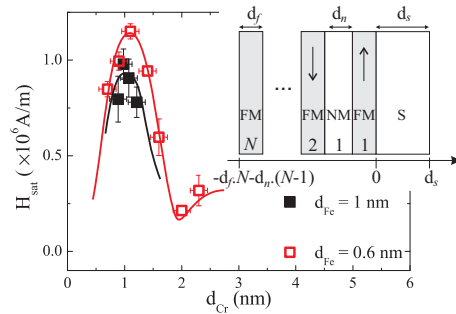 d_f d_n d_s
FM ... FM NM FM S
N 2 1 1
-d_f.N-d_n.(N-1) 0 d_s
1.0
0.5
0.0
H_sat (×10^6A/m)
d_Fe = 1 nm
d_Fe = 0.6 nm
0 1 2 3 4 5 6
d_Cr (nm)